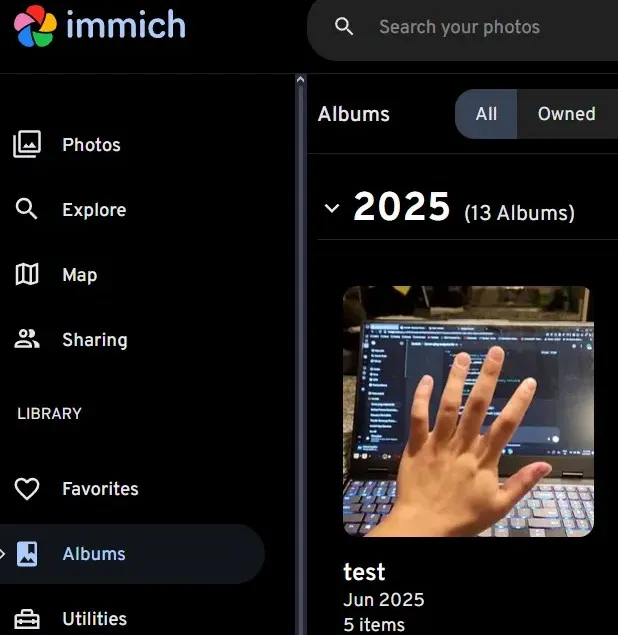 immich
Search your photos
Photos
Explore
Map
Sharing
LIBRARY
Favorites
Albums
Utilities
Albums
All
Owned
2025 (13 Albums)
test
Jun 2025
5 items